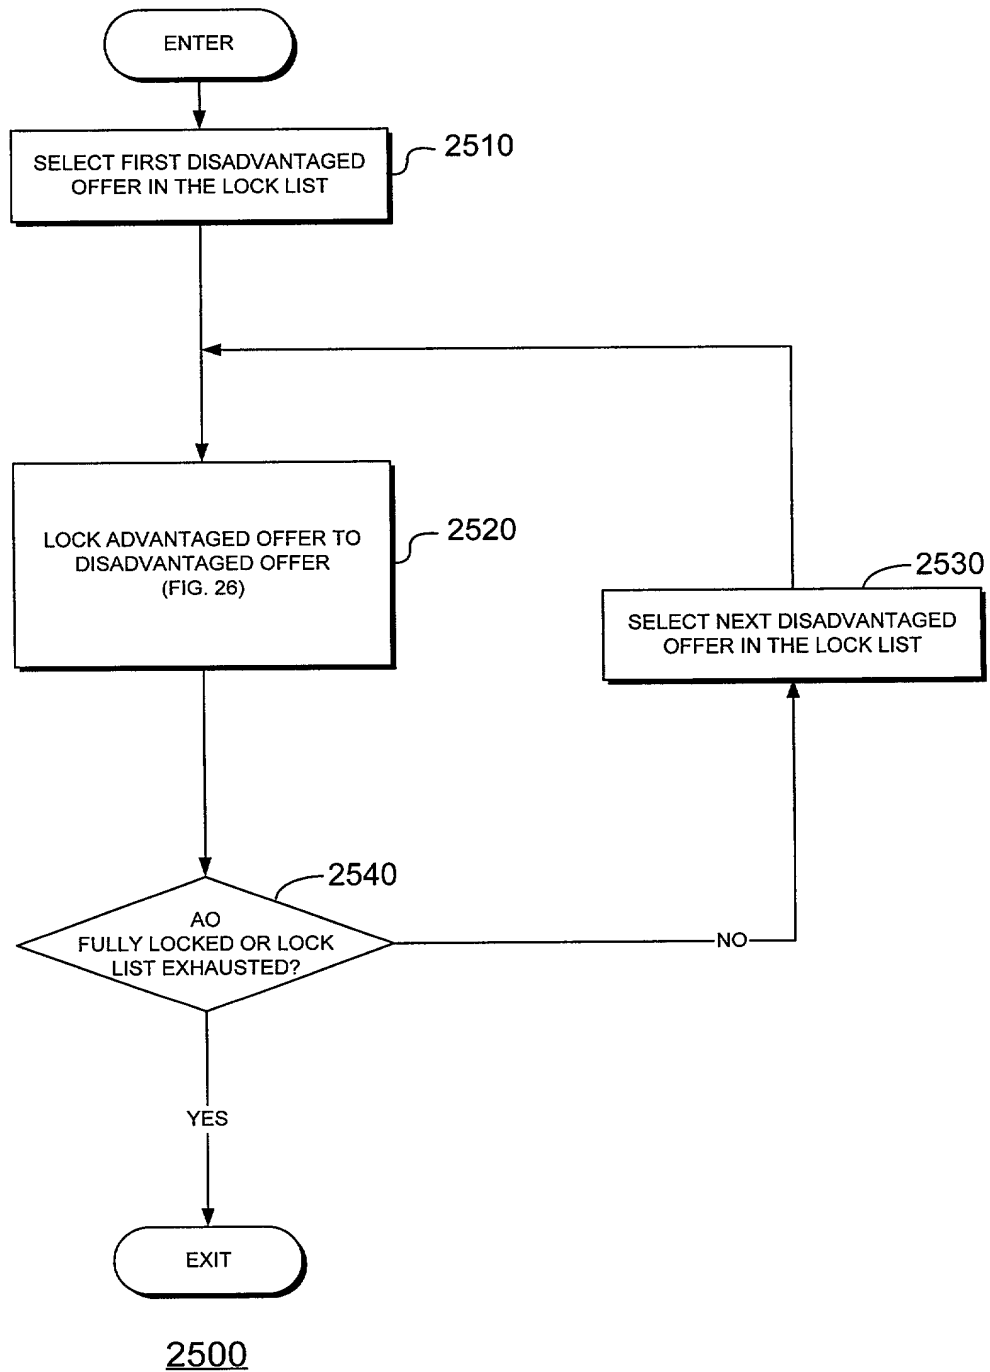 ENTER
SELECT FIRST DISADVANTAGED
OFFER IN THE LOCK LIST
2510
LOCK ADVANTAGED OFFER TO
DISADVANTAGED OFFER
(FIG. 26)
2520
2530
SELECT NEXT DISADVANTAGED
OFFER IN THE LOCK LIST
2540
AO
FULLY LOCKED OR LOCK
LIST EXHAUSTED?
NO
YES
EXIT
2500